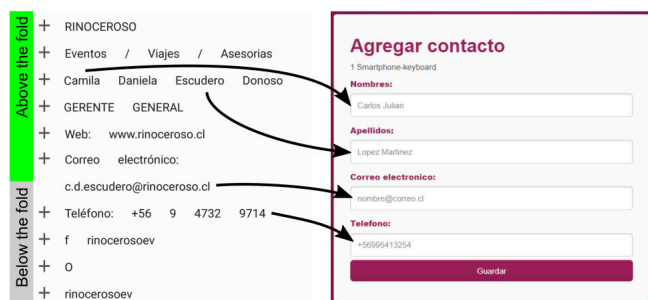 Above the fold
Below the fold
+ RINOCEROSO
+ Eventos / Viajes / Asesorias
+ Camila Daniela Escudero Donoso
+ GERENTE GENERAL
+ Web: www.rinoceroso.cl
+ Correo electrónico:
c.d.escudero@rinoceroso.cl
+ Teléfono: +56 9 4732 9714
+ f rinocerosoev
+ O
+ rinocerosoev
Agregar contacto
1 Smartphone-keyboard
Nombres:
Carlos Julian
Apellidos:
Lopez Martinez
Correo electronico:
nombre@correo.cl
Telefono:
+56995413254
Guardar